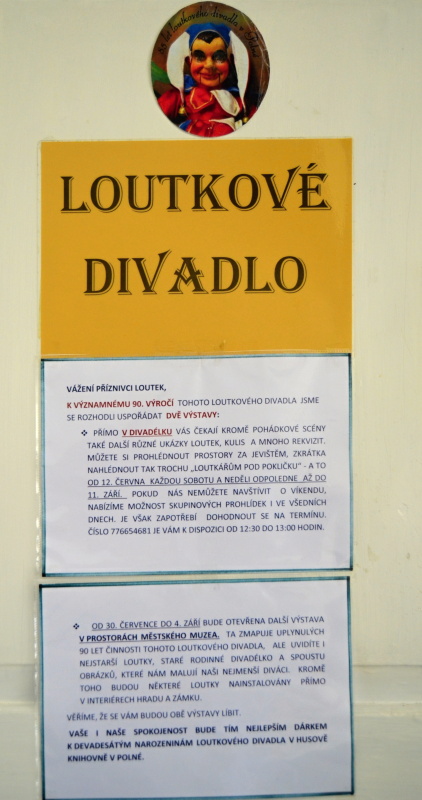 LOUTKOVÉ
DIVADLO
VÁŽENÍ PŘÍZNIVCI LOUTEK,
K VÝZNAMNÉMU 90. VÝROČÍ TOHOTO LOUTKOVÉHO DIVADLA JSME
SE ROZHODLI USPOŘÁDAT DVĚ VÝSTAVY:
❖ PŘÍMO V DIVADÉLKU VÁS ČEKAJÍ KROMĚ POHÁDKOVÉ SCÉNY
TAKÉ DALŠÍ RŮZNÉ UKÁZKY LOUTEK, KULIS A MNOHO REKVIZIT.
MŮŽETE SI PROHLÉDNOUT PROSTORY ZA JEVIŠTĚM, ZKRÁTKA
NAHLÉDNOUT TAK TROCHU „LOUTKÁŘŮM POD POKLIČKU" - A TO
OD 12. ČERVNA KAŽDOU SOBOTU A NEDĚLI ODPOLEDNE AŽ DO
11. ZÁŘÍ. POKUD NÁS NEMŮŽETE NAVŠTÍVIT O VÍKENDU,
NABÍZÍME MOŽNOST SKUPINOVÝCH PROHLÍDEK I VE VŠEDNÍCH
DNECH. JE VŠAK ZAPOTŘEBÍ DOHODNOUT SE NA TERMÍNU.
ČÍSLO 776654681 JE VÁM K DISPOZICI OD 12:30 DO 13:00 HODIN.
❖ OD 30. ČERVENCE DO 4. ZÁŘÍ BUDE OTEVŘENA DALŠÍ VÝSTAVA
V PROSTORÁCH MĚSTSKÉHO MUZEA. TA ZMAPUJE UPLYNULÝCH
90 LET ČINNOSTI TOHOTO LOUTKOVÉHO DIVADLA, ALE UVIDÍTE I
NEJSTARŠÍ LOUTKY, STARÉ RODINNÉ DIVADÉLKO A SPOUSTU
OBRÁZKŮ, KTERÉ NÁM MALUJÍ NAŠI NEJMENŠÍ DIVÁCI. KROMĚ
TOHO BUDOU NĚKTERÉ LOUTKY NAINSTALOVÁNY PŘÍMO
V INTERIÉRECH HRADU A ZÁMKU.
VĚŘÍME, ŽE SE VÁM BUDOU OBĚ VÝSTAVY LÍBIT.
VAŠE I NAŠE SPOKOJENOST BUDE TÍM NEJLEPŠÍM DÁRKEM
K DEVADESÁTÝM NAROZENINÁM LOUTKOVÉHO DIVADLA V HUSOVĚ
KNIHOVNĚ V POLNÉ.